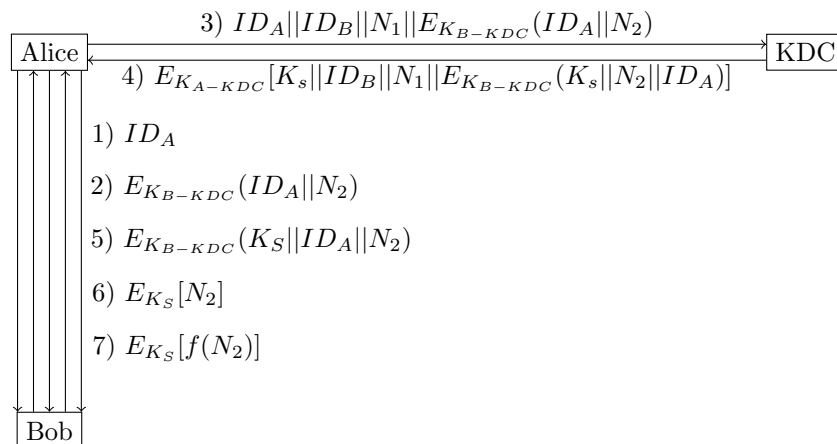 3) $ID_A||ID_B||N_1||E_{K_{B-KDC}}(ID_A||N_2)$
Alice
KDC
4) $E_{K_{A-KDC}}[K_s||ID_B||N_1||E_{K_{B-KDC}}(K_s||N_2||ID_A)]$
1) $ID_A$
2) $E_{K_{B-KDC}}(ID_A||N_2)$
5) $E_{K_{B-KDC}}(K_S||ID_A||N_2)$
6) $E_{K_S}[N_2]$
7) $E_{K_S}[f(N_2)]$
Bob